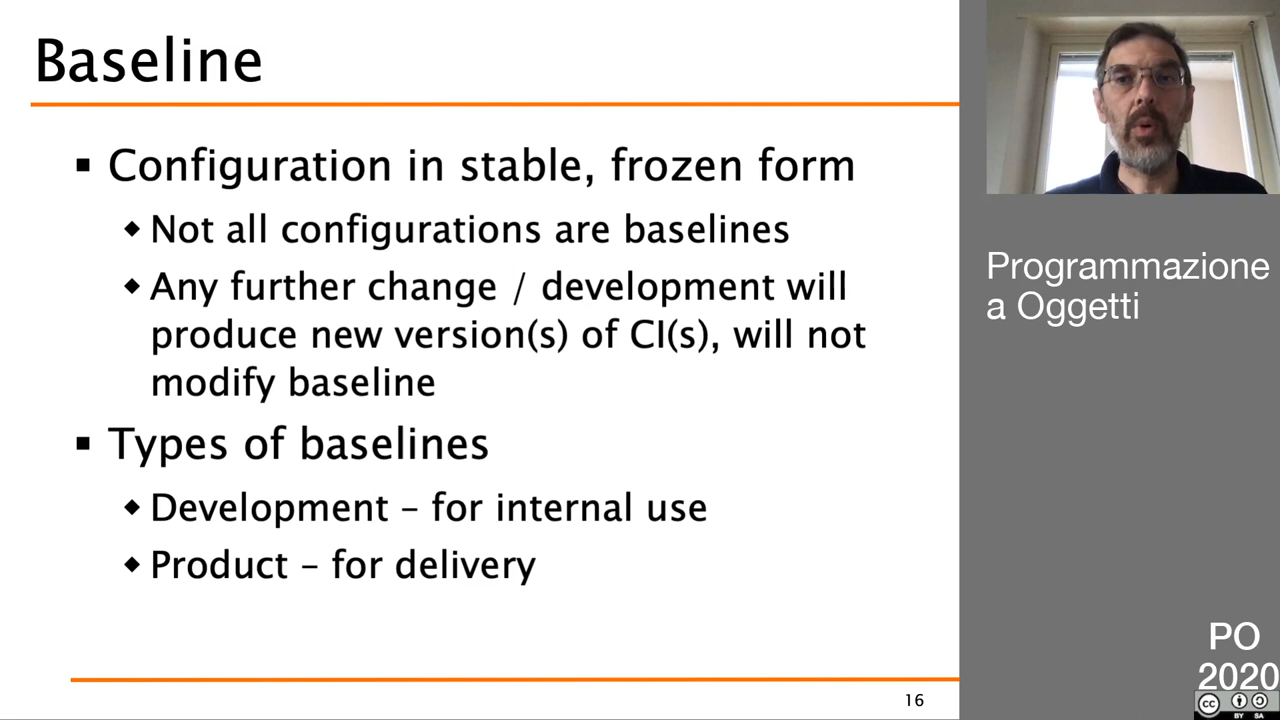 Baseline
▪ Configuration in stable, frozen form
◆ Not all configurations are baselines
◆ Any further change / development will
produce new version(s) of CI(s), will not
modify baseline
▪ Types of baselines
◆ Development – for internal use
◆ Product – for delivery
16
Programmazione
a Oggetti
PO
2020
cc
BY SA